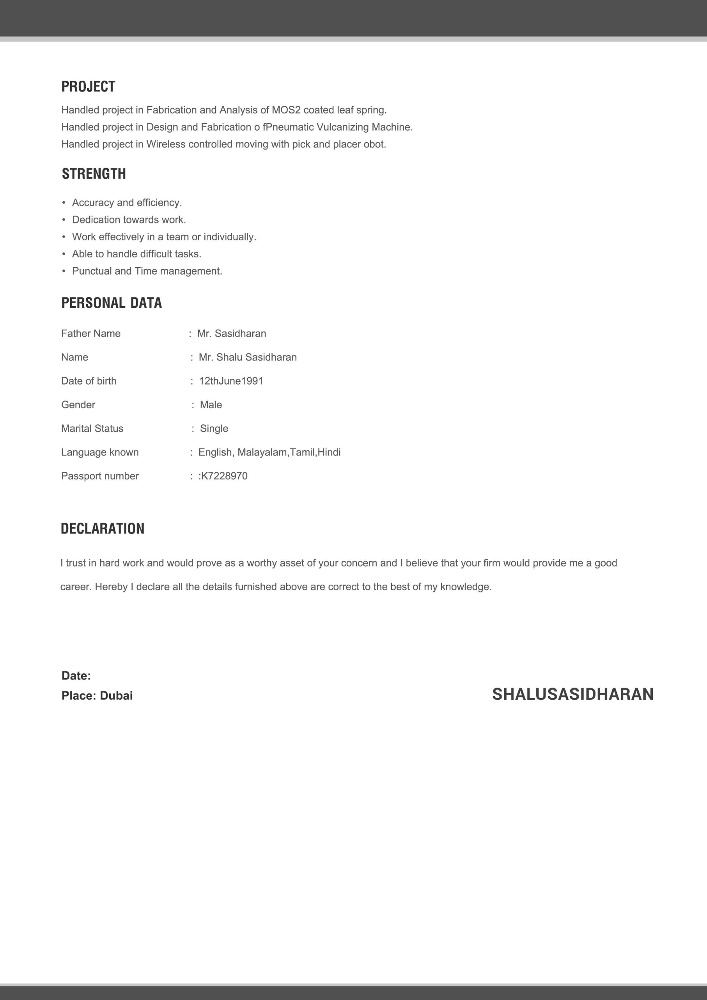 PROJECT
Handled project in Fabrication and Analysis of MOS2 coated leaf spring.
Handled project in Design and Fabrication o fPneumatic Vulcanizing Machine.
Handled project in Wireless controlled moving with pick and placer obot.
STRENGTH
• Accuracy and efficiency.
• Dedication towards work.
• Work effectively in a team or individually.
• Able to handle difficult tasks.
• Punctual and Time management.
PERSONAL DATA
Father Name : Mr. Sasidharan
Name : Mr. Shalu Sasidharan
Date of birth : 12thJune1991
Gender : Male
Marital Status : Single
Language known : English, Malayalam,Tamil,Hindi
Passport number : :K7228970
DECLARATION
I trust in hard work and would prove as a worthy asset of your concern and I believe that your firm would provide me a good
career. Hereby I declare all the details furnished above are correct to the best of my knowledge.
Date:
Place: Dubai
SHALUSASIDHARAN